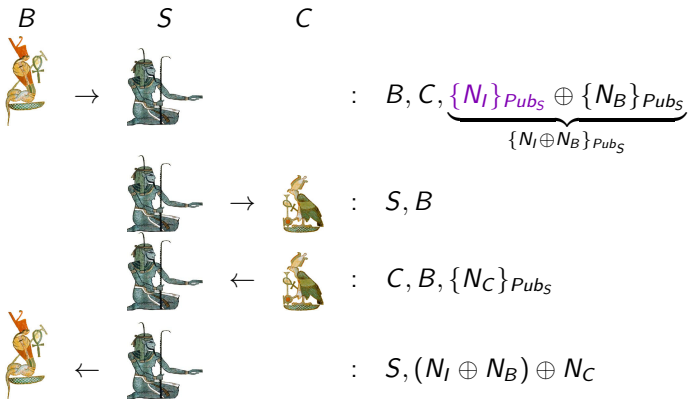 B S C
→ : B, C, {N_I}_{Pub_S} ⊕ {N_B}_{Pub_S}
{N_I⊕N_B}_{Pub_S}
→ : S, B
← : C, B, {N_C}_{Pub_S}
← : S, (N_I ⊕ N_B) ⊕ N_C